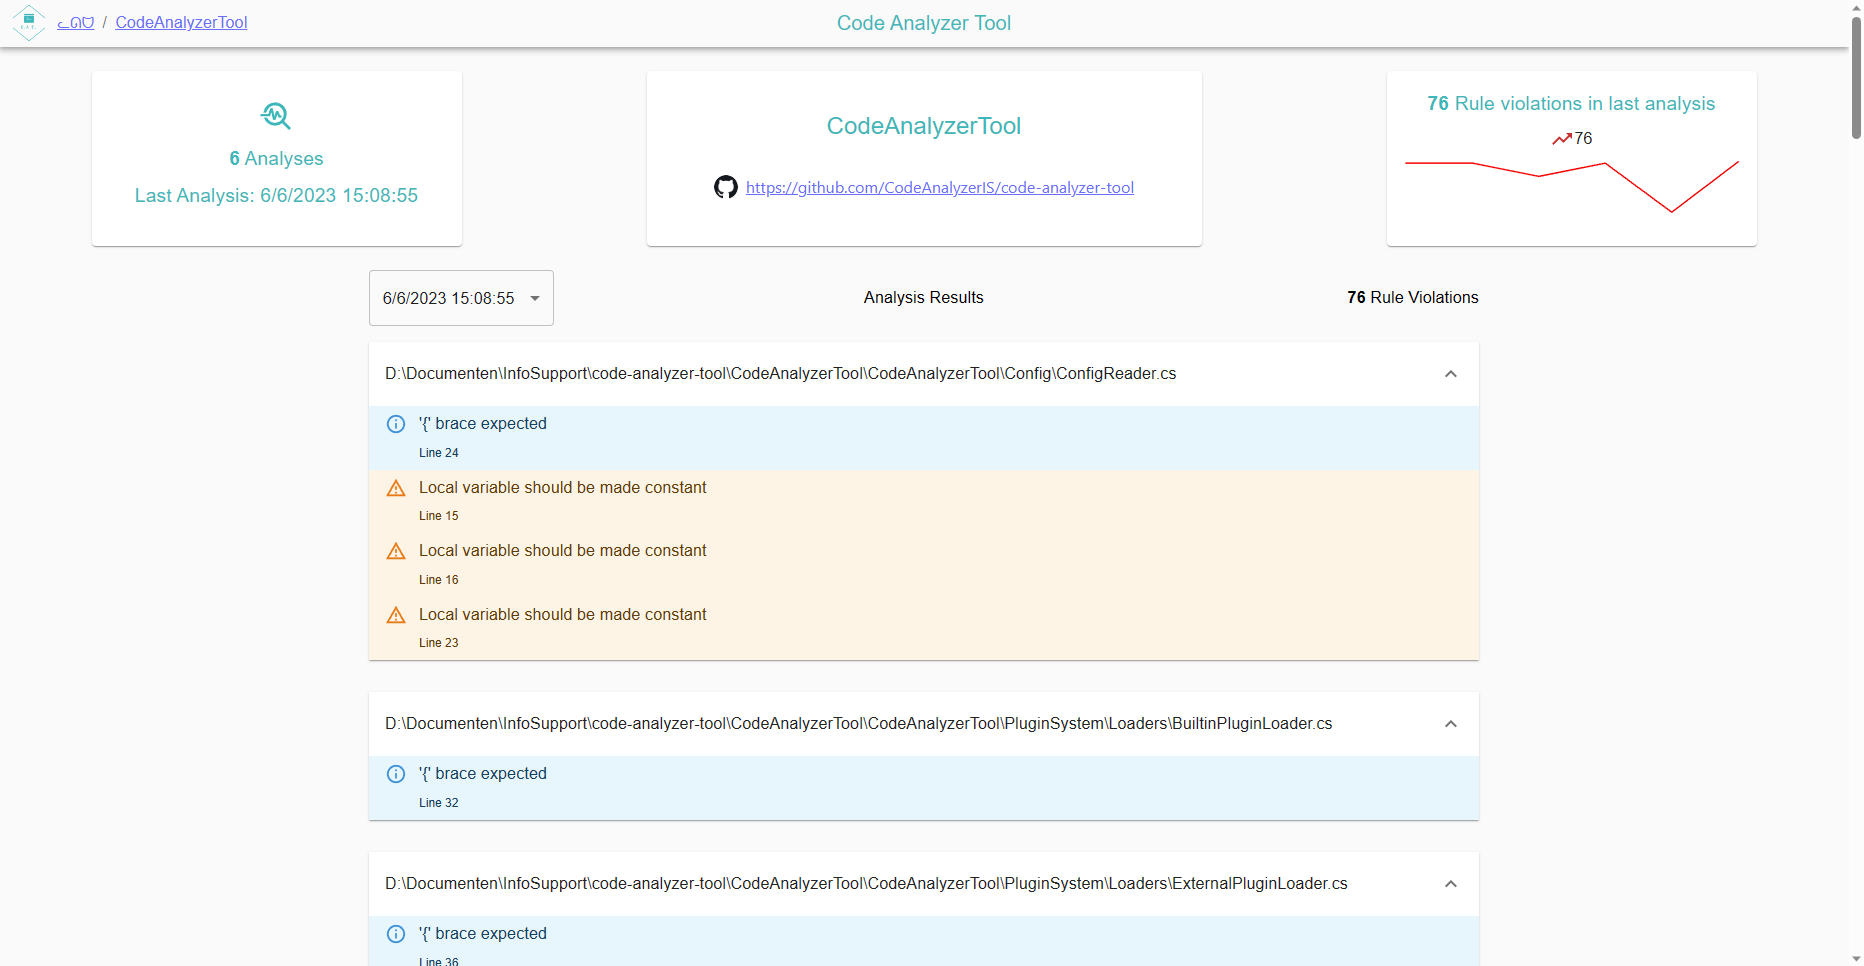 ᓚᘏᗢ / CodeAnalyzerTool
Code Analyzer Tool
6 Analyses
Last Analysis: 6/6/2023 15:08:55
CodeAnalyzerTool
https://github.com/CodeAnalyzerIS/code-analyzer-tool
76 Rule violations in last analysis
76
6/6/2023 15:08:55
Analysis Results
76 Rule Violations
D:\Documenten\InfoSupport\code-analyzer-tool\CodeAnalyzerTool\CodeAnalyzerTool\Config\ConfigReader.cs
'{' brace expected
Line 24
Local variable should be made constant
Line 15
Local variable should be made constant
Line 16
Local variable should be made constant
Line 23
D:\Documenten\InfoSupport\code-analyzer-tool\CodeAnalyzerTool\CodeAnalyzerTool\PluginSystem\Loaders\BuiltinPluginLoader.cs
'{' brace expected
Line 32
D:\Documenten\InfoSupport\code-analyzer-tool\CodeAnalyzerTool\CodeAnalyzerTool\PluginSystem\Loaders\ExternalPluginLoader.cs
'{' brace expected
Line 36